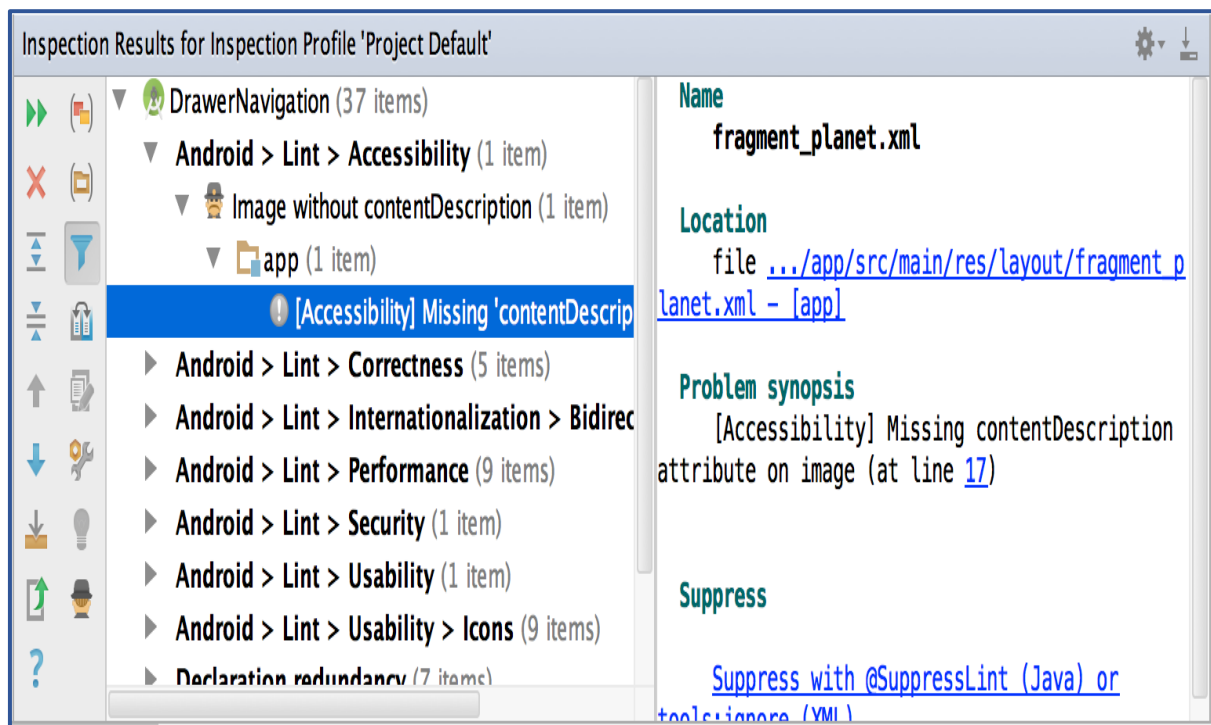 Inspection Results for Inspection Profile 'Project Default'
DrawerNavigation (37 items)
Android > Lint > Accessibility (1 item)
Image without contentDescription (1 item)
app (1 item)
[Accessibility] Missing 'contentDescrip
Android > Lint > Correctness (5 items)
Android > Lint > Internationalization > Bidirec
Android > Lint > Performance (9 items)
Android > Lint > Security (1 item)
Android > Lint > Usability (1 item)
Android > Lint > Usability > Icons (9 items)
Declaration redundancy (7 items)
Name
fragment_planet.xml
Location
file .../app/src/main/res/layout/fragment_p
lanet.xml – [app]
Problem synopsis
[Accessibility] Missing contentDescription
attribute on image (at line 17)
Suppress
Suppress with @SuppressLint (Java) or
tools:ignore (XML)